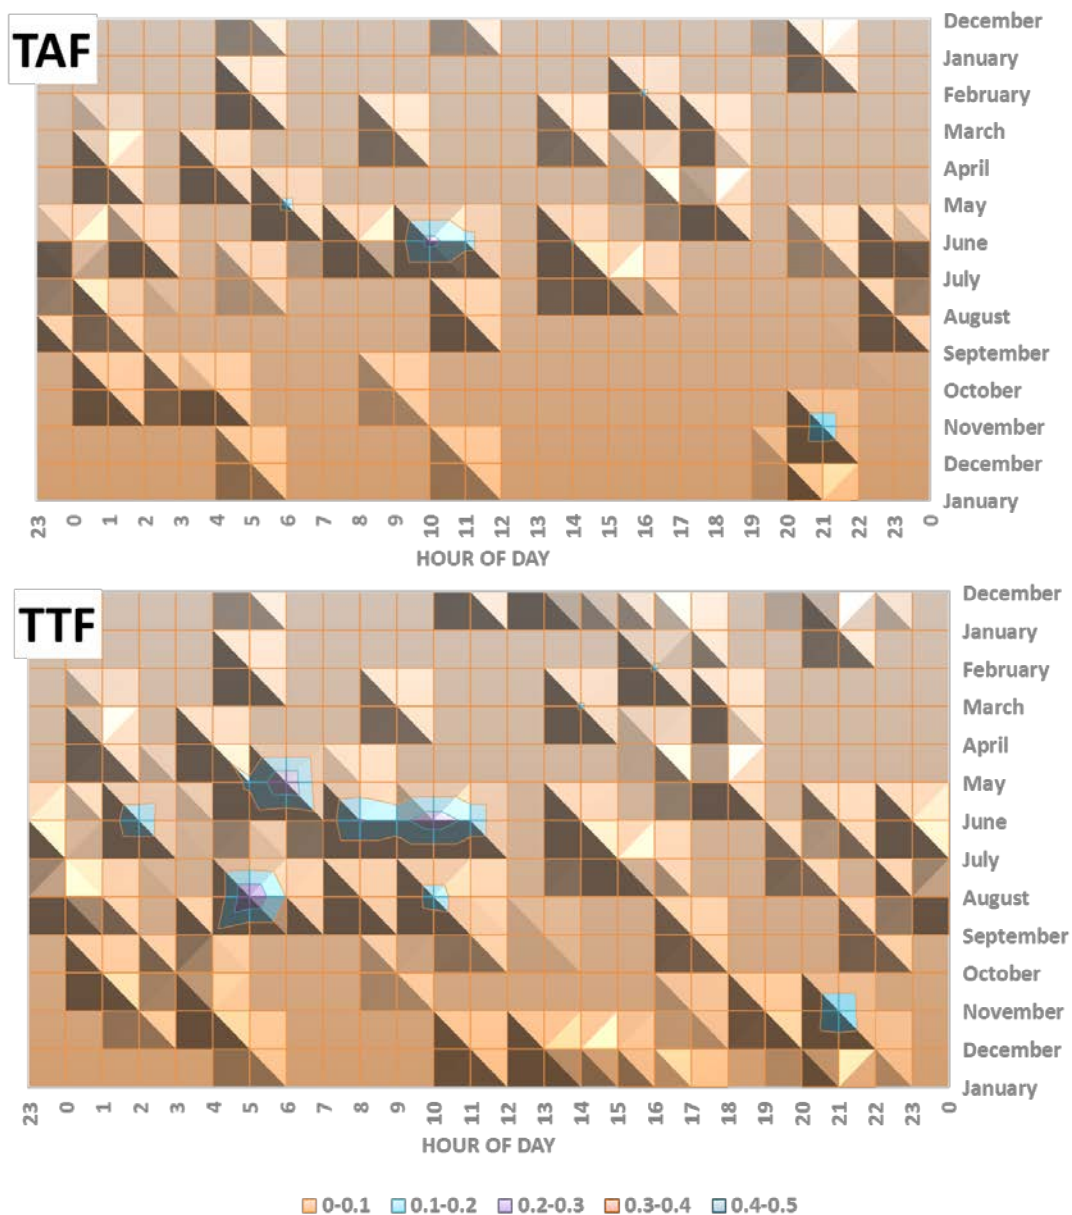 TAF
December
January
February
March
April
May
June
July
August
September
October
November
December
January
23 0 1 2 3 4 5 6 7 8 9 10 11 12 13 14 15 16 17 18 19 20 21 22 23 0
HOUR OF DAY
TTF
December
January
February
March
April
May
June
July
August
September
October
November
December
January
23 0 1 2 3 4 5 6 7 8 9 10 11 12 13 14 15 16 17 18 19 20 21 22 23 0
HOUR OF DAY
0-0.1 0.1-0.2 0.2-0.3 0.3-0.4 0.4-0.5